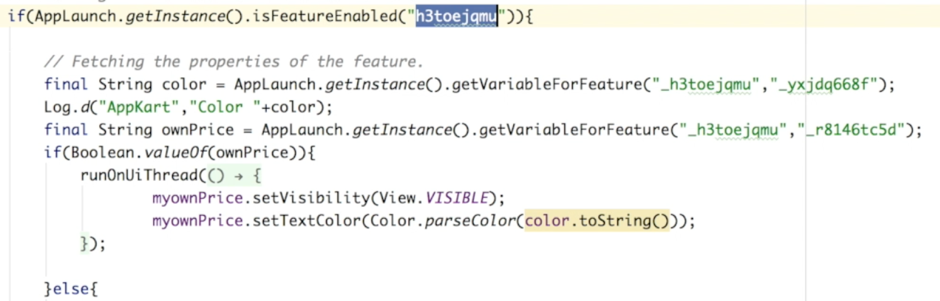 if(AppLaunch.getInstance().isFeatureEnabled("h3toejqmu")){
// Fetching the properties of the feature.
final String color = AppLaunch.getInstance().getVariableForFeature("_h3toejqmu","_yxjdq668f");
Log.d("AppKart","Color "+color);
final String ownPrice = AppLaunch.getInstance().getVariableForFeature("_h3toejqmu","_r8146tc5d");
if(Boolean.valueOf(ownPrice)){
runOnUiThread(() → {
myownPrice.setVisibility(View.VISIBLE);
myownPrice.setTextColor(Color.parseColor(color.toString()));
});
}else{